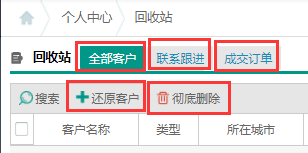 个人中心 回收站
回收站 全部客户 联系跟进 成交订单
搜索 还原客户 彻底删除
客户名称 类型 所在城市